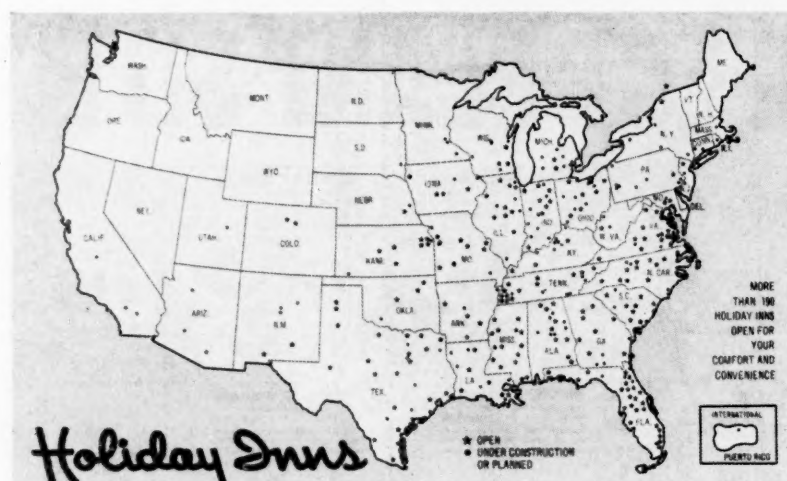 WASH.
MONT.
N.D.
MINN.
ME.
VT.
N.H.
ORE.
IDA.
S.D.
WIS.
MICH.
N.Y.
MASS.
CONN.
R.I.
WYO.
IOWA
PA.
NEV.
NEBR.
DEL.
UTAH
COLO.
ILL.
IND.
OHIO
W. VA.
VA.
CALIF.
KANS.
MO.
KY.
N. CAR.
ARIZ.
N.M.
OKLA.
ARK.
TENN.
S.C.
MISS.
ALA.
GA.
TEX.
LA.
FLA.
MORE
THAN 190
HOLIDAY INNS
OPEN FOR
YOUR
COMFORT AND
CONVENIENCE
INTERNATIONAL
PUERTO RICO
★ OPEN
● UNDER CONSTRUCTION
OR PLANNED
Holiday Inns